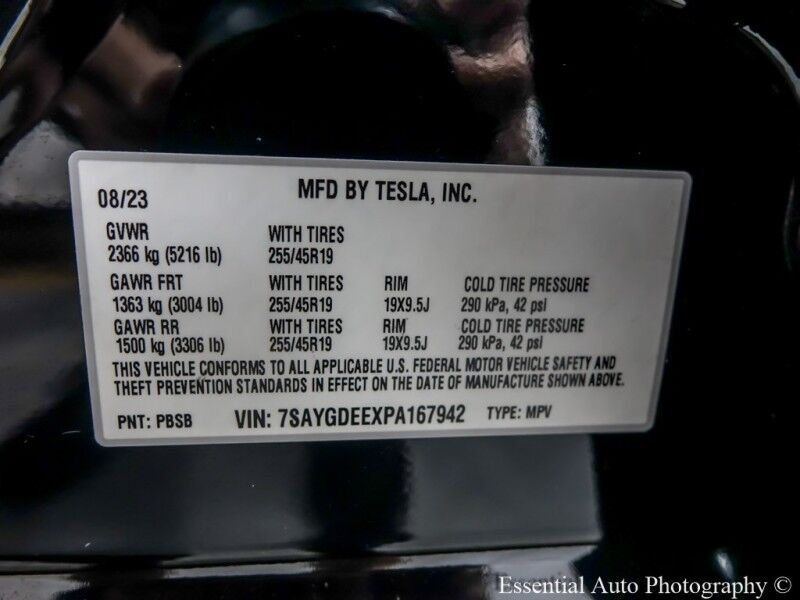 08/23 MFD BY TESLA, INC.
GVWR WITH TIRES
2366 kg (5216 lb) 255/45R19
GAWR FRT WITH TIRES RIM COLD TIRE PRESSURE
1363 kg (3004 lb) 255/45R19 19X9.5J 290 kPa, 42 psi
GAWR RR WITH TIRES RIM COLD TIRE PRESSURE
1500 kg (3306 lb) 255/45R19 19X9.5J 290 kPa, 42 psi
THIS VEHICLE CONFORMS TO ALL APPLICABLE U.S. FEDERAL MOTOR VEHICLE SAFETY AND
THEFT PREVENTION STANDARDS IN EFFECT ON THE DATE OF MANUFACTURE SHOWN ABOVE.
PNT: PBSB VIN: 7SAYGDEEXPA167942 TYPE: MPV
Essential Auto Photography ©